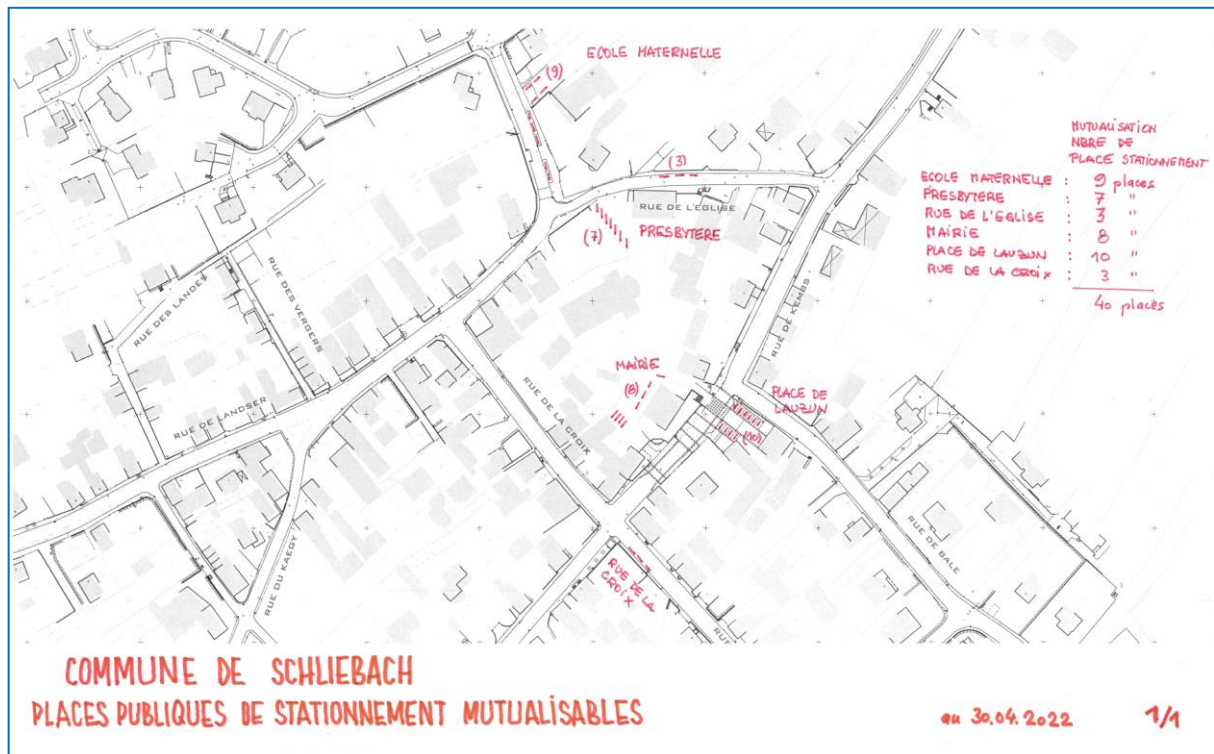 ECOLE MATERNELLE
(9)
(3)
RUE DE L'EGLISE
(7)
PRESBYTERE
MUTUALISATION
NBRE DE
PLACE STATIONNEMENT
ECOLE MATERNELLE : 9 places
PRESBYTERE : 7 "
RUE DE L'EGLISE : 3 "
MAIRIE : 8 "
PLACE DE LAUZUN : 10 "
RUE DE LA CROIX : 3 "
40 places
RUE DES LANDES
RUE DES VERGERS
RUE DE LANDSER
RUE DE KEMBS
MAIRIE
(8)
RUE DE LA CROIX
PLACE DE
LAUZUN
(10)
RUE DU KAEGY
RUE DE BALE
RUE DE LA
CROIX
RUE
COMMUNE DE SCHLIEBACH
PLACES PUBLIQUES DE STATIONNEMENT MUTUALISABLES
au 30.04.2022
1/1